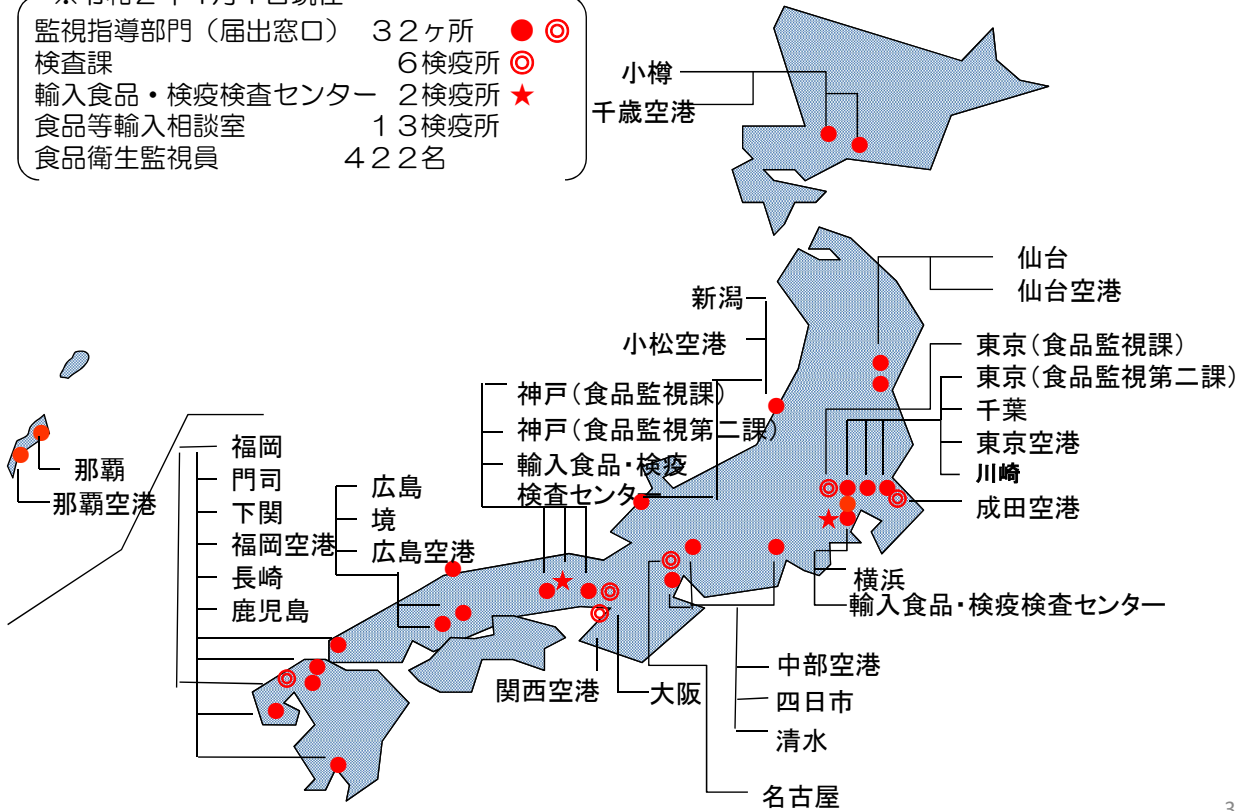 監視指導部門（届出窓口） ３２ヶ所 ● ◎
検査課 ６検疫所 ◎
輸入食品・検疫検査センター ２検疫所 ★
食品等輸入相談室 １３検疫所
食品衛生監視員 ４２２名
小樽
千歳空港
仙台
仙台空港
新潟
小松空港
東京（食品監視課）
東京（食品監視第二課）
千葉
東京空港
川崎
成田空港
神戸（食品監視課）
神戸（食品監視第二課）
輸入食品・検疫
検査センター
那覇
那覇空港
福岡
門司
下関
福岡空港
長崎
鹿児島
広島
境
広島空港
横浜
輸入食品・検疫検査センター
関西空港
大阪
中部空港
四日市
清水
名古屋
3